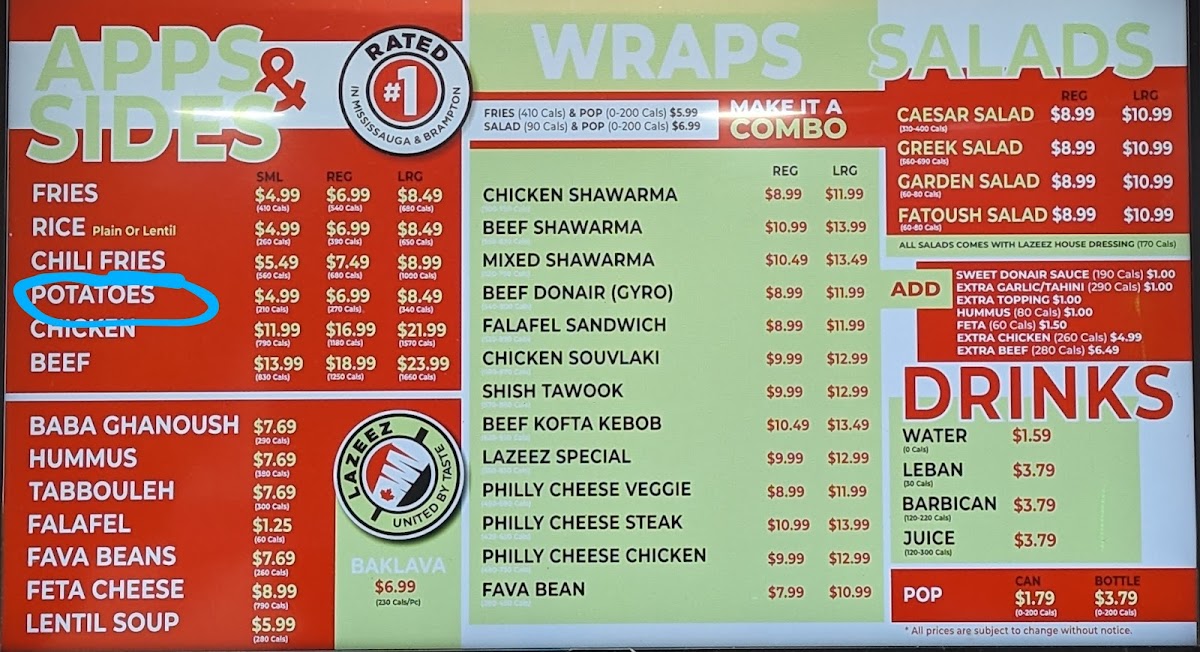 APPS &
SIDES
RATED
#1
IN MISSISSAUGA & BRAMPTON
SML REG LRG
FRIES $4.99 $6.99 $8.49
(410 Cals) (540 Cals) (680 Cals)
RICE Plain Or Lentil $4.99 $6.99 $8.49
(260 Cals) (390 Cals) (650 Cals)
CHILI FRIES $5.49 $7.49 $8.99
(560 Cals) (680 Cals) (1000 Cals)
POTATOES $4.99 $6.99 $8.49
(210 Cals) (270 Cals) (340 Cals)
CHICKEN $11.99 $16.99 $21.99
(790 Cals) (1180 Cals) (1570 Cals)
BEEF $13.99 $18.99 $23.99
(830 Cals) (1250 Cals) (1660 Cals)
BABA GHANOUSH $7.69
(290 Cals)
HUMMUS $7.69
(380 Cals)
TABBOULEH $7.69
(300 Cals)
FALAFEL $1.25
(60 Cals)
FAVA BEANS $7.69
(260 Cals)
FETA CHEESE $8.99
(790 Cals)
LENTIL SOUP $5.99
(280 Cals)
LAZEEZ
UNITED BY TASTE
BAKLAVA
$6.99
(230 Cals/Pc)
WRAPS
FRIES (410 Cals) & POP (0-200 Cals) $5.99
SALAD (90 Cals) & POP (0-200 Cals) $6.99
MAKE IT A
COMBO
REG LRG
CHICKEN SHAWARMA $8.99 $11.99
BEEF SHAWARMA $10.99 $13.99
MIXED SHAWARMA $10.49 $13.49
BEEF DONAIR (GYRO) $8.99 $11.99
FALAFEL SANDWICH $8.99 $11.99
CHICKEN SOUVLAKI $9.99 $12.99
SHISH TAWOOK $9.99 $12.99
BEEF KOFTA KEBOB $10.49 $13.49
LAZEEZ SPECIAL $9.99 $12.99
PHILLY CHEESE VEGGIE $8.99 $11.99
PHILLY CHEESE STEAK $10.99 $13.99
PHILLY CHEESE CHICKEN $9.99 $12.99
FAVA BEAN $7.99 $10.99
SALADS
REG LRG
CAESAR SALAD $8.99 $10.99
(310-400 Cals)
GREEK SALAD $8.99 $10.99
(660-690 Cals)
GARDEN SALAD $8.99 $10.99
(60-80 Cals)
FATOUSH SALAD $8.99 $10.99
(60-80 Cals)
ALL SALADS COMES WITH LAZEEZ HOUSE DRESSING (170 Cals)
ADD
SWEET DONAIR SAUCE (190 Cals) $1.00
EXTRA GARLIC/TAHINI (290 Cals) $1.00
EXTRA TOPPING $1.00
HUMMUS (80 Cals) $1.00
FETA (60 Cals) $1.50
EXTRA CHICKEN (260 Cals) $4.99
EXTRA BEEF (280 Cals) $6.49
DRINKS
WATER $1.59
(0 Cals)
LEBAN $3.79
(30 Cals)
BARBICAN $3.79
(120-220 Cals)
JUICE $3.79
(120-300 Cals)
CAN BOTTLE
POP $1.79 $3.79
(0-200 Cals) (0-200 Cals)
* All prices are subject to change without notice.